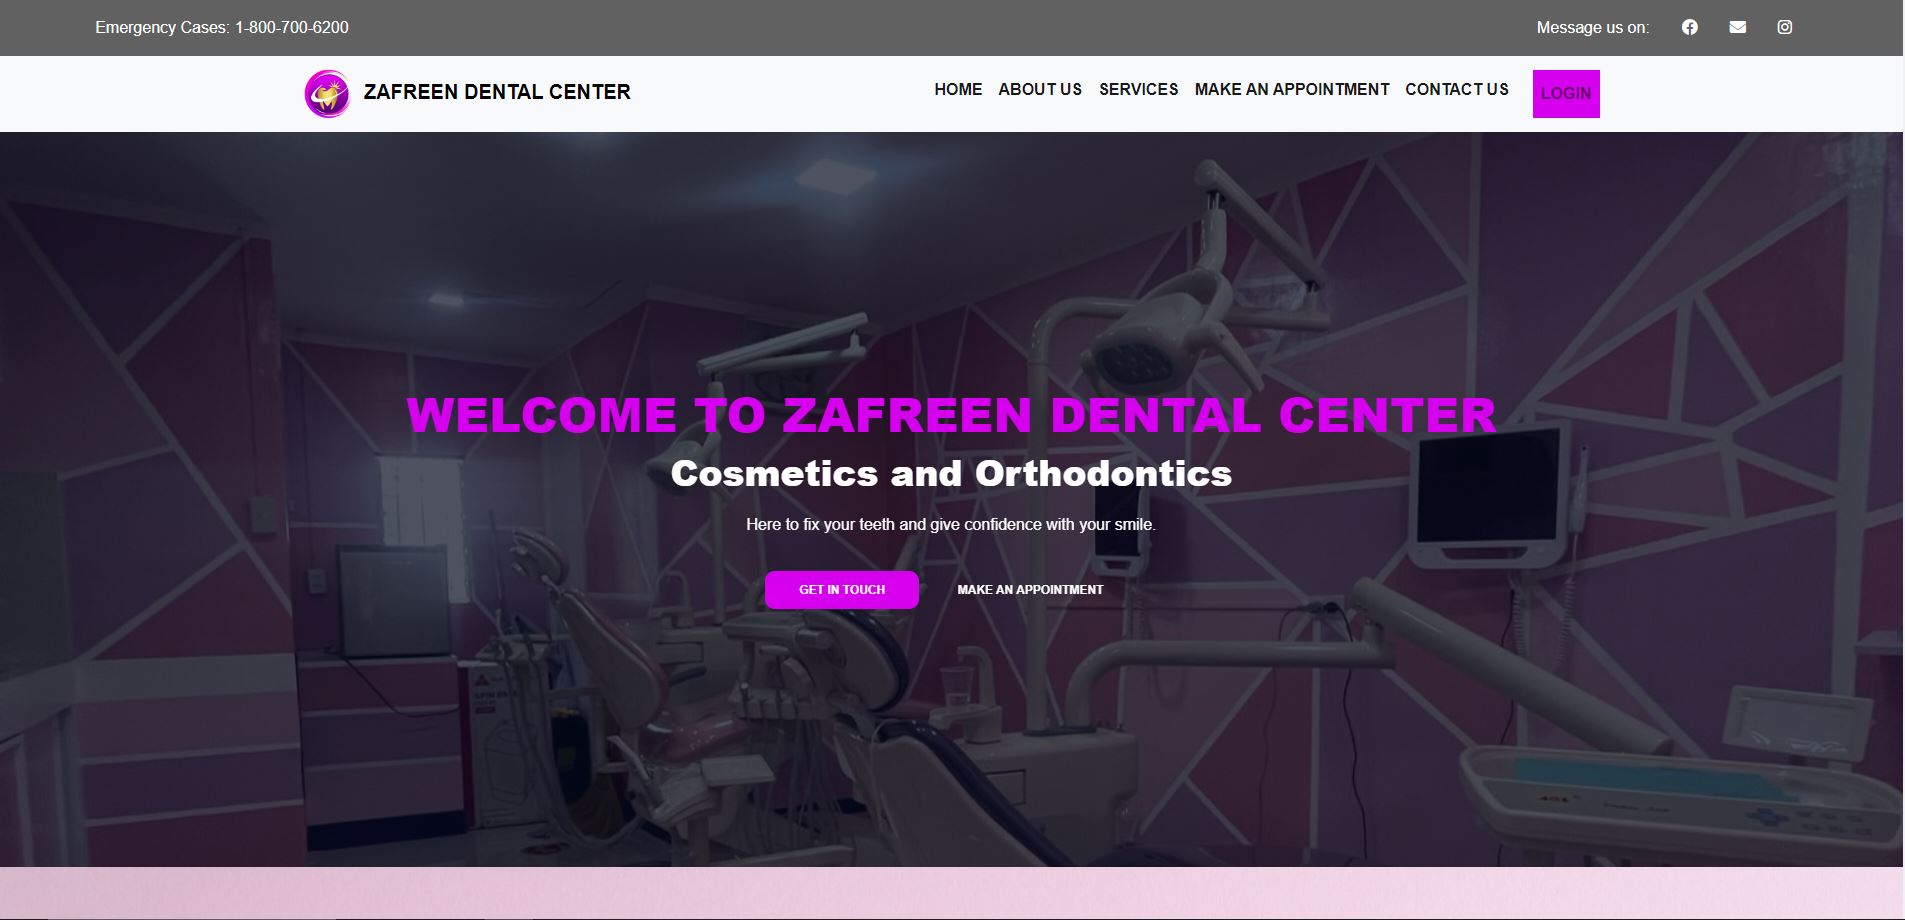 Emergency Cases: 1-800-700-6200
Message us on:
ZAFREEN DENTAL CENTER
HOME ABOUT US SERVICES MAKE AN APPOINTMENT CONTACT US LOGIN
WELCOME TO ZAFREEN DENTAL CENTER
Cosmetics and Orthodontics
Here to fix your teeth and give confidence with your smile.
GET IN TOUCH
MAKE AN APPOINTMENT